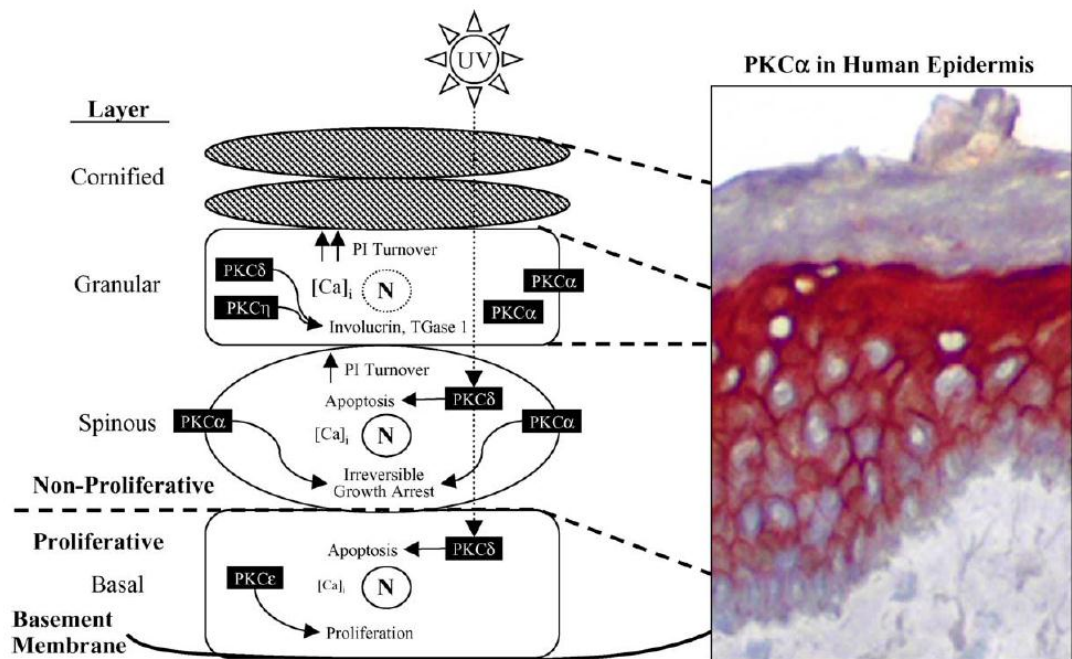 UV
PKCα in Human Epidermis
Layer
Cornified
PI Turnover
PKCδ
[Ca]i
N
PKCα
Granular
PKCη
PKCα
Involucrin, TGase 1
PI Turnover
Apoptosis
PKCδ
Spinous
PKCα
[Ca]i
N
PKCα
Irreversible
Growth Arrest
Non-Proliferative
Proliferative
Apoptosis
PKCδ
Basal
PKCε
[Ca]i
N
Basement
Membrane
Proliferation